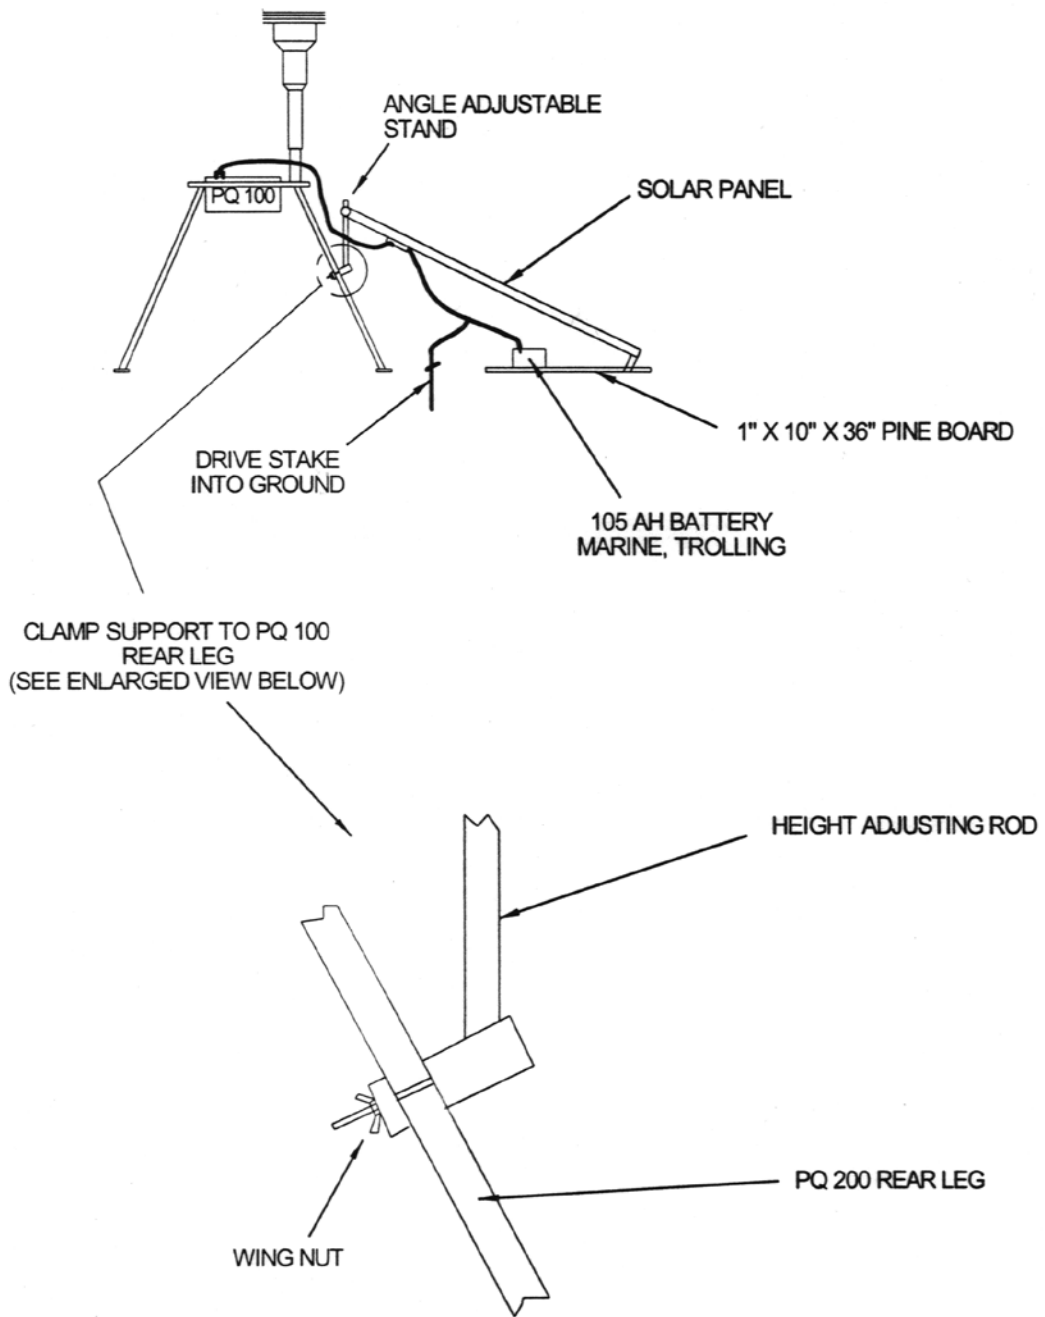 ANGLE ADJUSTABLE
STAND
SOLAR PANEL
PQ 100
1" X 10" X 36" PINE BOARD
DRIVE STAKE
INTO GROUND
105 AH BATTERY
MARINE, TROLLING
CLAMP SUPPORT TO PQ 100
REAR LEG
(SEE ENLARGED VIEW BELOW)
HEIGHT ADJUSTING ROD
PQ 200 REAR LEG
WING NUT